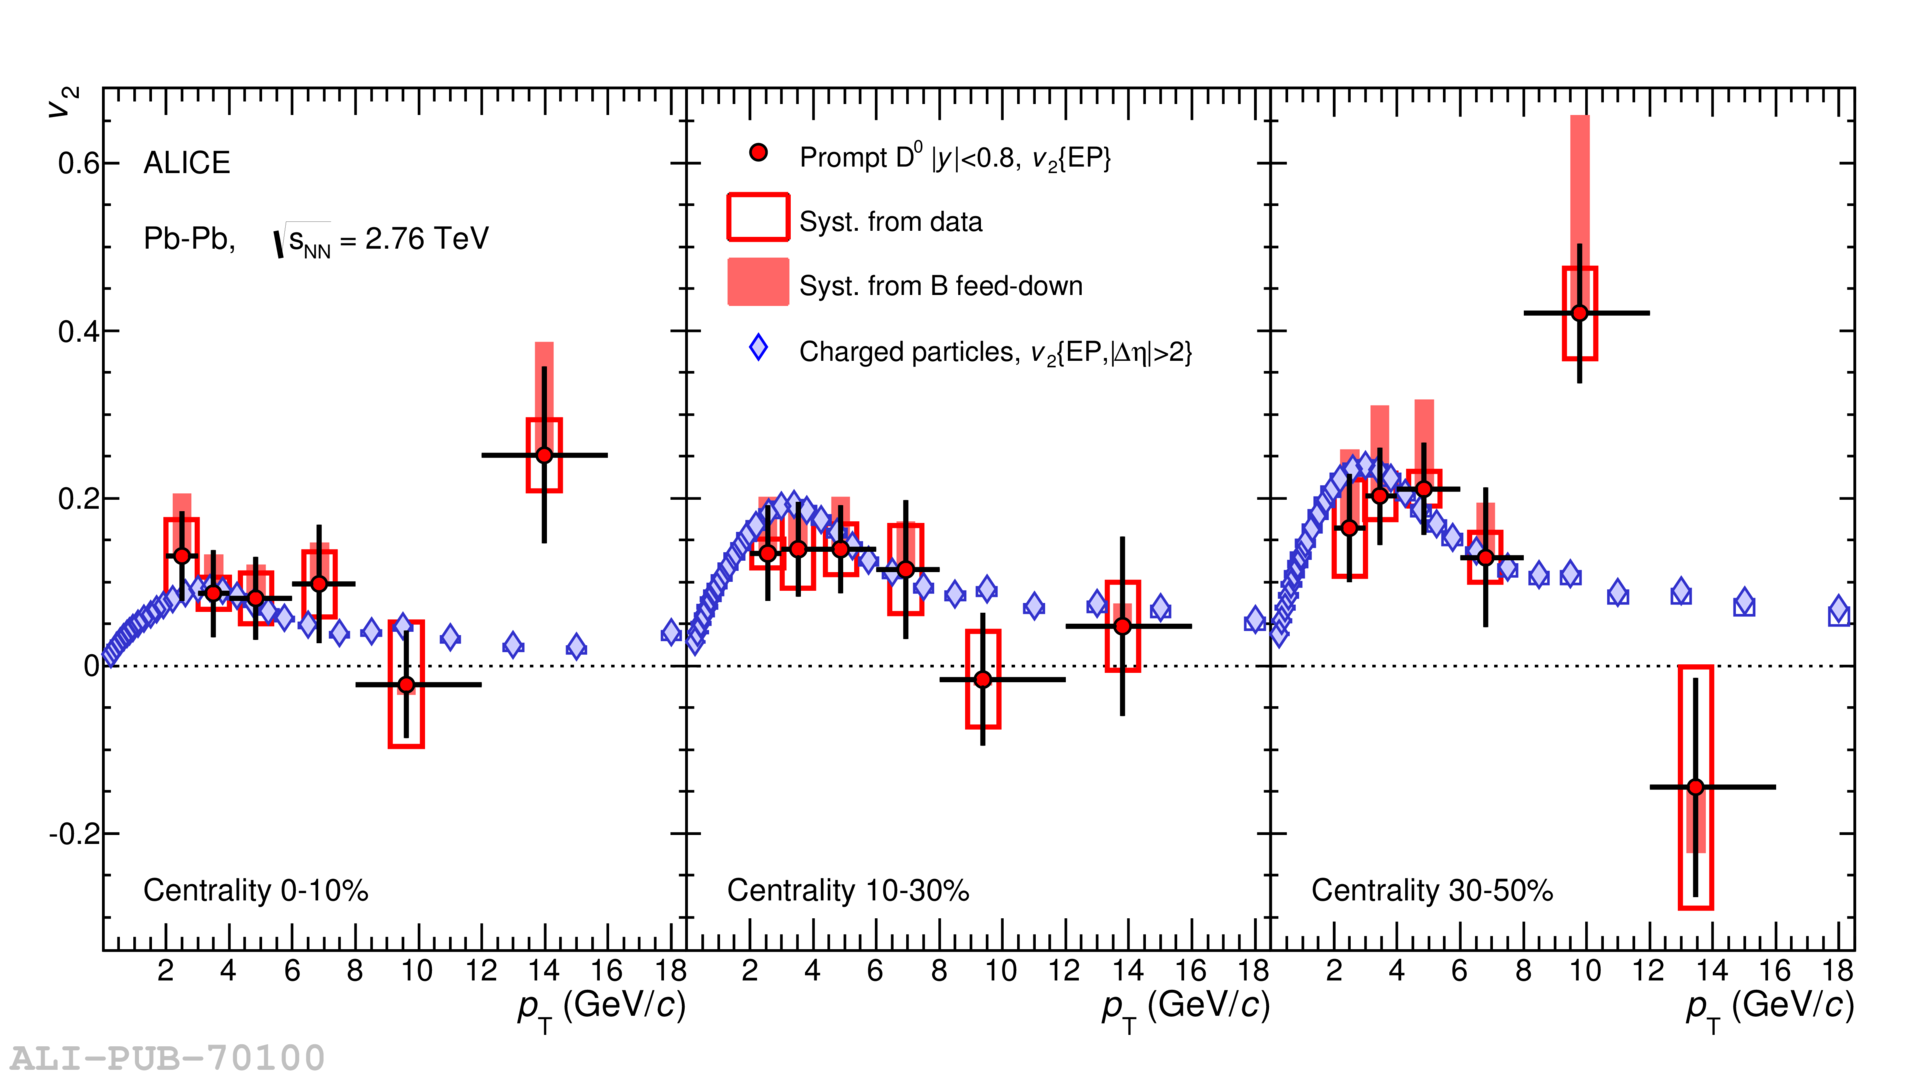 v2
0.6
0.4
0.2
0
-0.2
ALICE
Pb-Pb, √sNN = 2.76 TeV
Centrality 0-10%
Prompt D0 |y|<0.8, v2{EP}
Syst. from data
Syst. from B feed-down
Charged particles, v2{EP,|Δη|>2}
Centrality 10-30%
Centrality 30-50%
2 4 6 8 10 12 14 16 18
2 4 6 8 10 12 14 16 18
2 4 6 8 10 12 14 16 18
pT (GeV/c)
pT (GeV/c)
pT (GeV/c)
ALI-PUB-70100